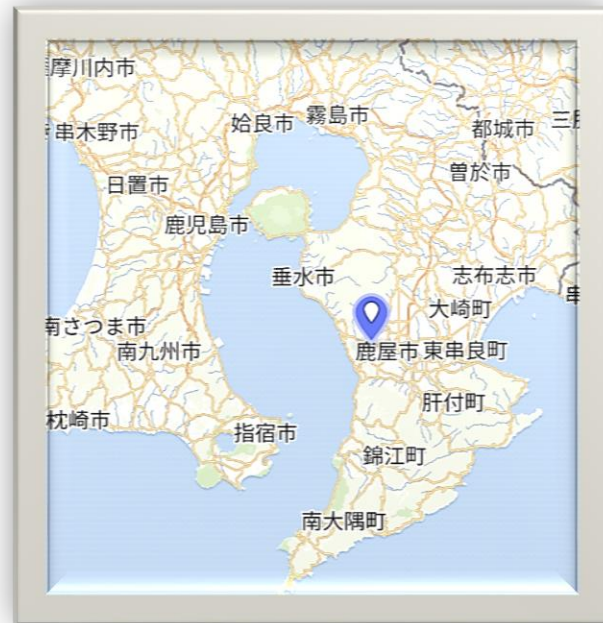 摩川内市
串木野市
姶良市
霧島市
都城市
日置市
曽於市
鹿児島市
垂水市
志布志市
大崎町
南さつま市
南九州市
鹿屋市
東串良町
肝付町
枕崎市
指宿市
錦江町
南大隅町
串